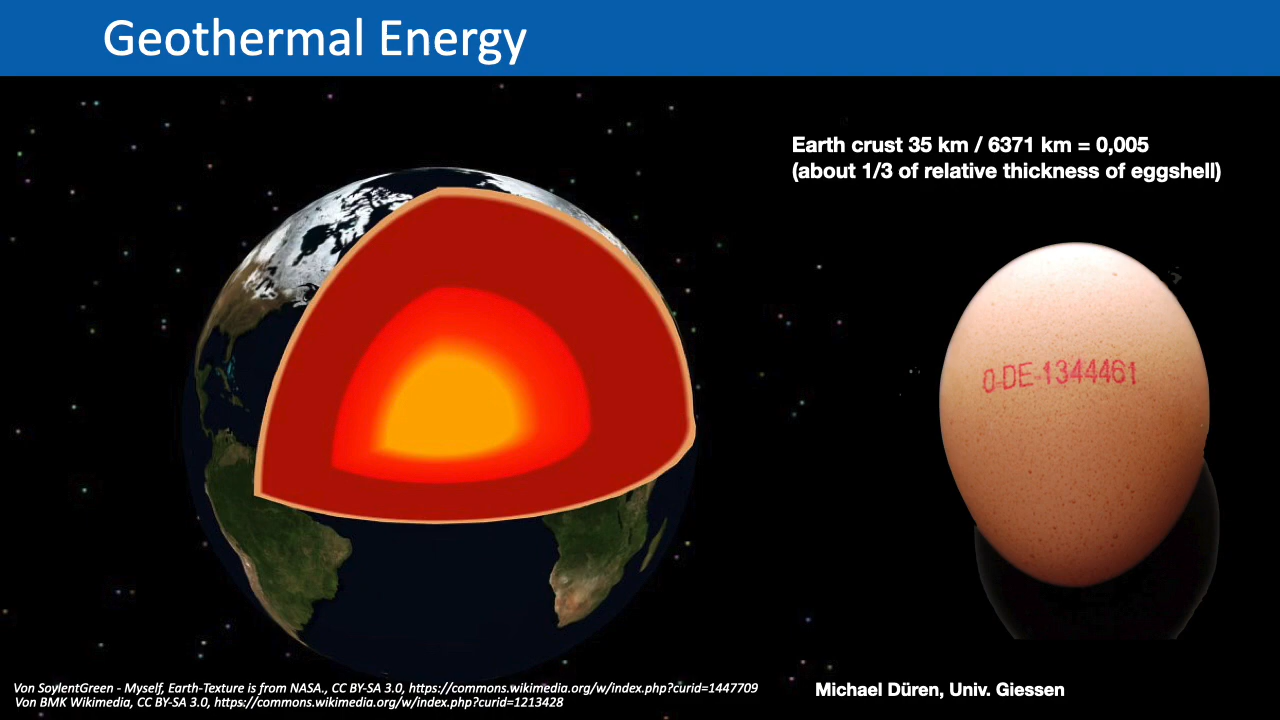 Geothermal Energy
Earth crust 35 km / 6371 km = 0,005
(about 1/3 of relative thickness of eggshell)
0-DE-1344461
Von SoylentGreen - Myself, Earth-Texture is from NASA., CC BY-SA 3.0, https://commons.wikimedia.org/w/index.php?curid=1447709
Von BMK Wikimedia, CC BY-SA 3.0, https://commons.wikimedia.org/w/index.php?curid=1213428
Michael Düren, Univ. Giessen